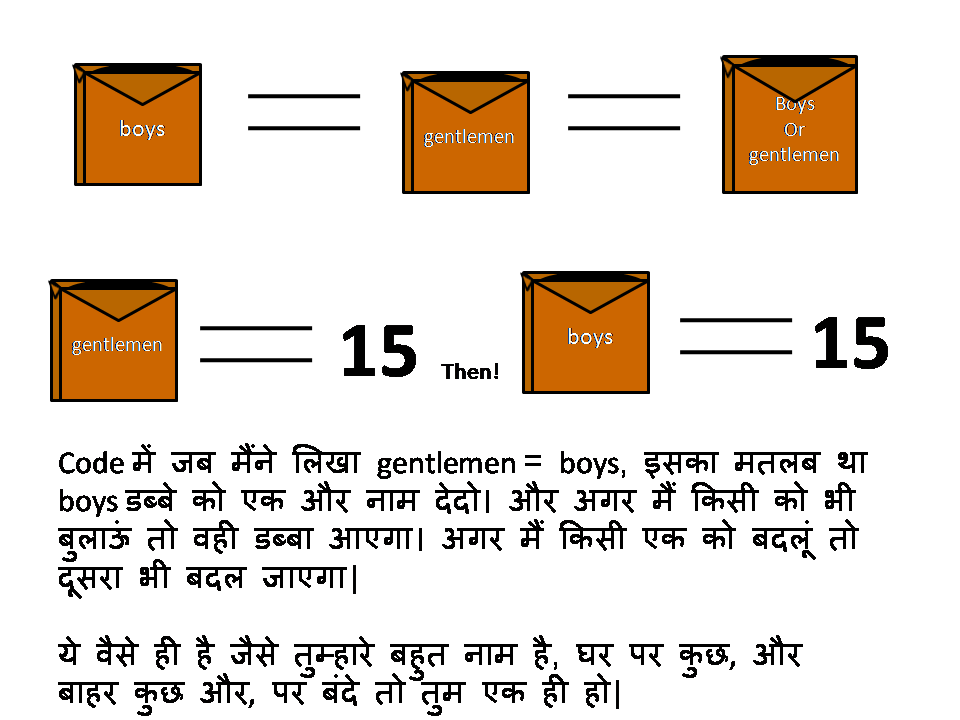 boys
gentlemen
Boys
Or
gentlemen
gentlemen
15
Then!
boys
15
Code में जब मैंने लिखा gentlemen = boys, इसका मतलब था
boys डब्बे को एक और नाम देदो। और अगर मैं किसी को भी
बुलाऊं तो वही डब्बा आएगा। अगर मैं किसी एक को बदलूं तो
दूसरा भी बदल जाएगा|
ये वैसे ही है जैसे तुम्हारे बहुत नाम है, घर पर कुछ, और
बाहर कुछ और, पर बंदे तो तुम एक ही हो|